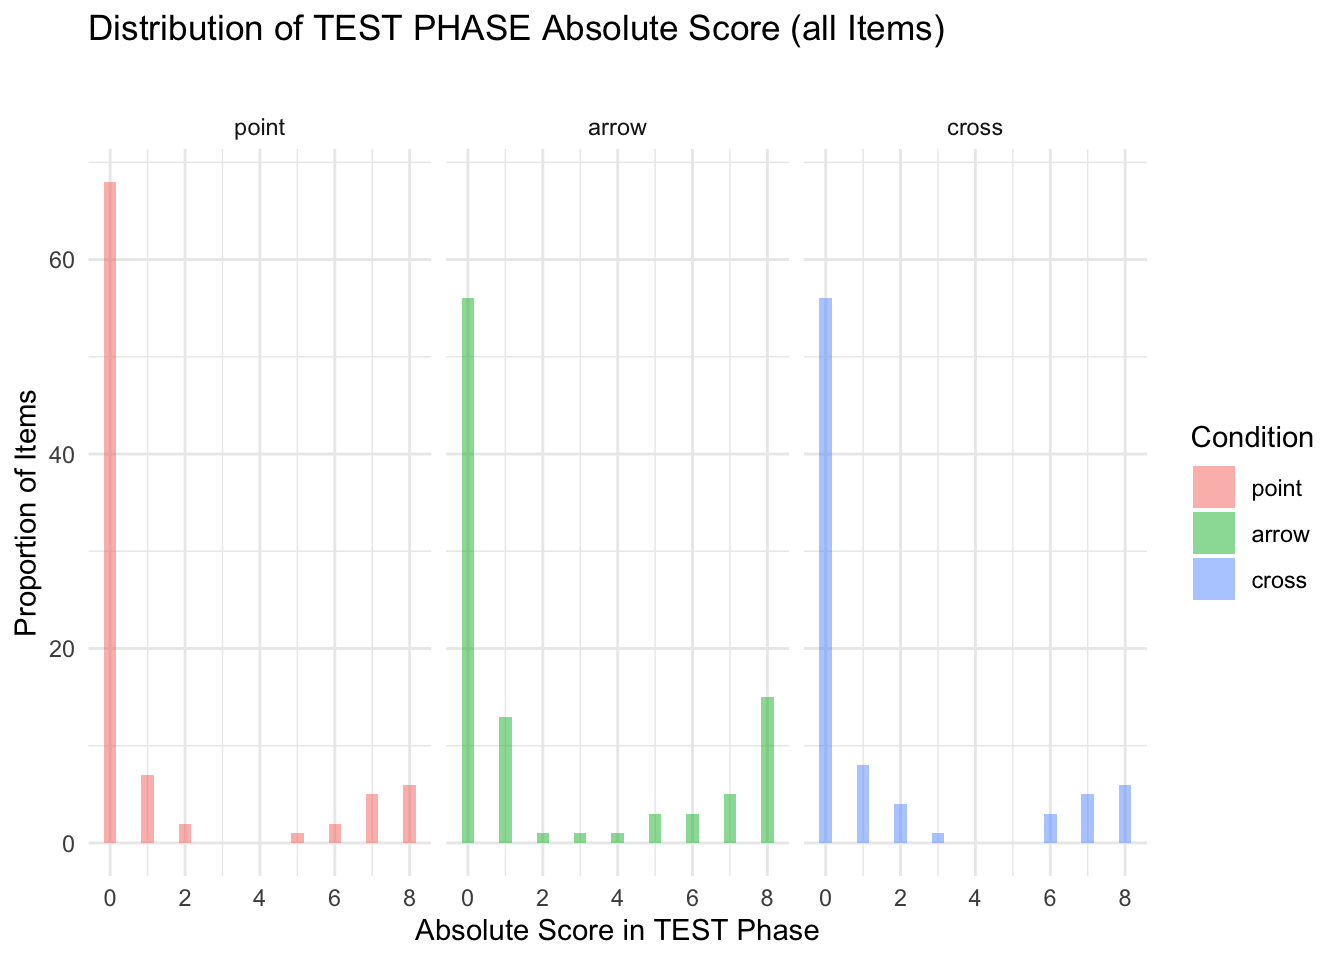 Distribution of TEST PHASE Absolute Score (all Items)
point
arrow
cross
Proportion of Items
60
40
20
0
0 2 4 6 8
0 2 4 6 8
0 2 4 6 8
Absolute Score in TEST Phase
Condition
point
arrow
cross